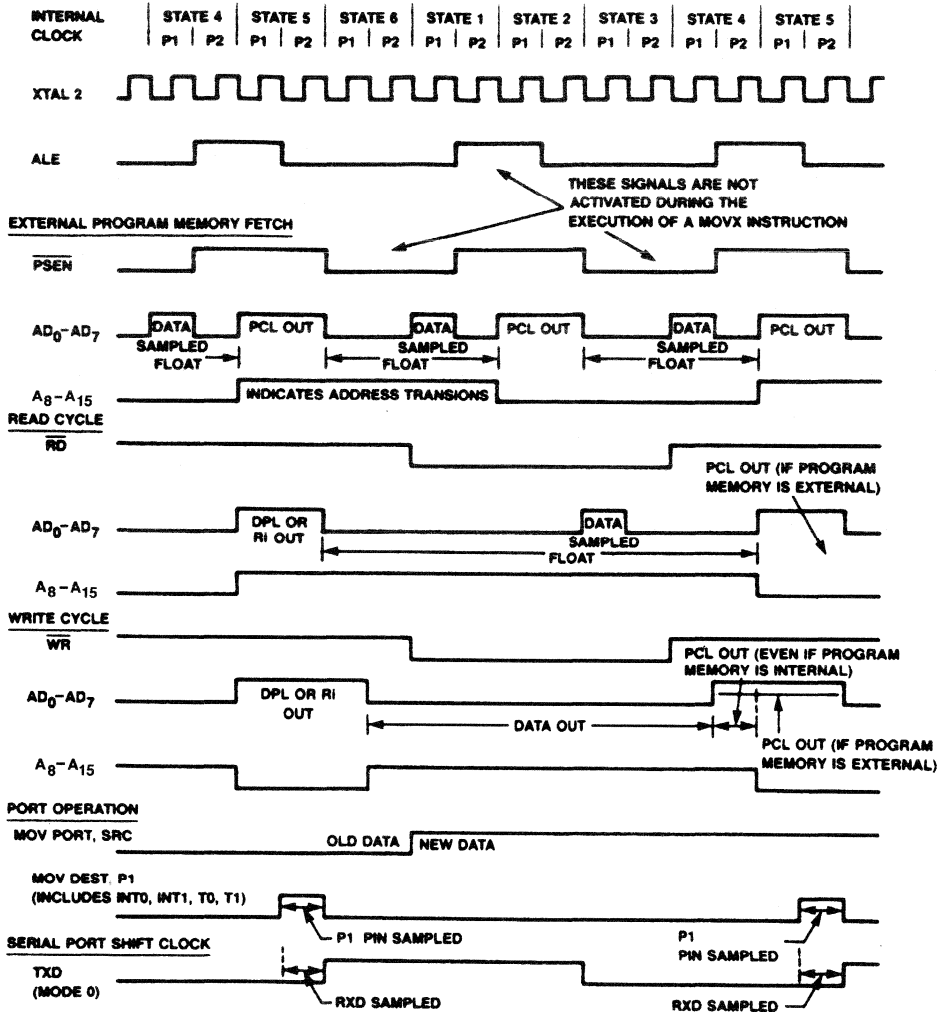 INTERNAL CLOCK
STATE 4 STATE 5 STATE 6 STATE 1 STATE 2 STATE 3 STATE 4 STATE 5
P1 P2 P1 P2 P1 P2 P1 P2 P1 P2 P1 P2 P1 P2 P1 P2
XTAL 2
ALE
THESE SIGNALS ARE NOT
ACTIVATED DURING THE
EXECUTION OF A MOVX INSTRUCTION
EXTERNAL PROGRAM MEMORY FETCH
PSEN
AD0-AD7
DATA PCL OUT DATA PCL OUT DATA PCL OUT
SAMPLED SAMPLED SAMPLED
FLOAT FLOAT FLOAT
A8-A15
INDICATES ADDRESS TRANSIONS
READ CYCLE
RD
PCL OUT (IF PROGRAM
MEMORY IS EXTERNAL)
AD0-AD7
DPL OR
RI OUT
DATA
SAMPLED
FLOAT
A8-A15
WRITE CYCLE
WR
PCL OUT (EVEN IF PROGRAM
MEMORY IS INTERNAL)
AD0-AD7
DPL OR RI
OUT
DATA OUT
PCL OUT (IF PROGRAM
MEMORY IS EXTERNAL)
A8-A15
PORT OPERATION
MOV PORT, SRC
OLD DATA NEW DATA
MOV DEST, P1
(INCLUDES INT0, INT1, T0, T1)
P1 PIN SAMPLED
P1
PIN SAMPLED
SERIAL PORT SHIFT CLOCK
TXD
(MODE 0)
RXD SAMPLED
RXD SAMPLED